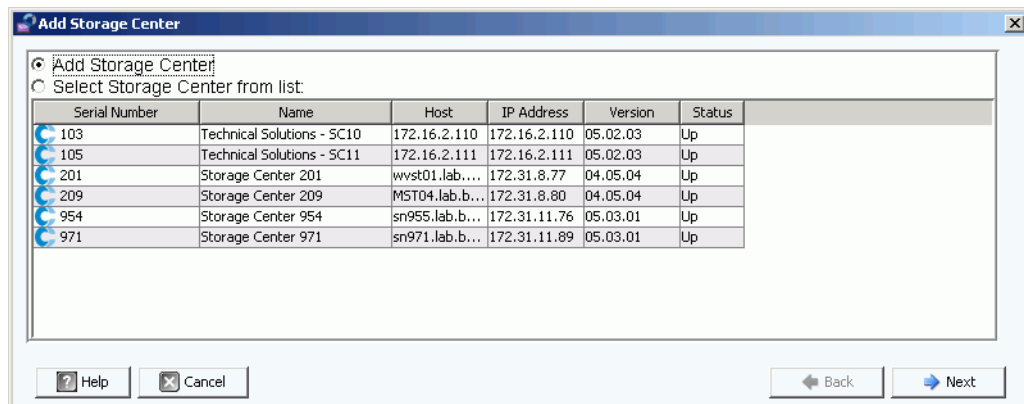 Add Storage Center
Add Storage Center
Select Storage Center from list:
Serial Number Name Host IP Address Version Status
103 Technical Solutions - SC10 172.16.2.110 172.16.2.110 05.02.03 Up
105 Technical Solutions - SC11 172.16.2.111 172.16.2.111 05.02.03 Up
201 Storage Center 201 wvst01.lab.... 172.31.8.77 04.05.04 Up
209 Storage Center 209 MST04.lab.b... 172.31.8.80 04.05.04 Up
954 Storage Center 954 sn955.lab.b... 172.31.11.76 05.03.01 Up
971 Storage Center 971 sn971.lab.b... 172.31.11.89 05.03.01 Up
? Help Cancel Back Next